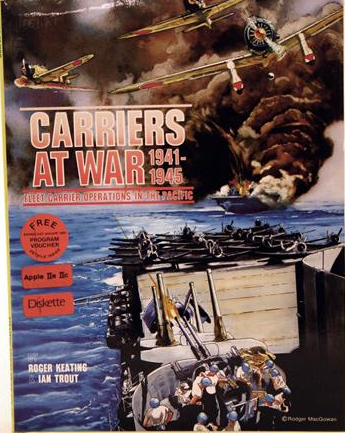 CARRIERS
AT WAR 1941-
1945
FLEET CARRIER OPERATIONS IN THE PACIFIC
FREE
PROGRAM
VOUCHER
Apple IIe IIc
Diskette
BY
ROGER KEATING
& IAN TROUT
©Rodger MacGowan